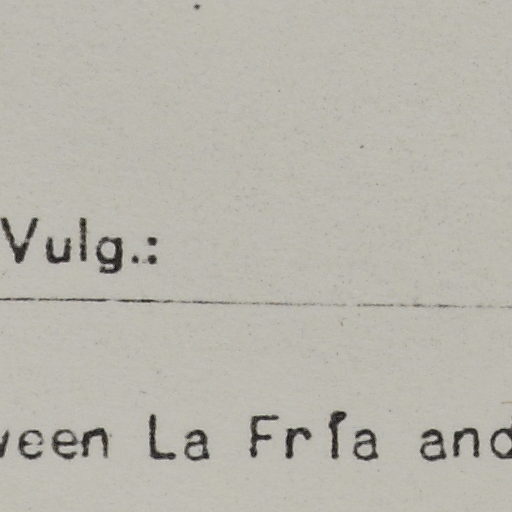 Vulg.:
ween La Fría and